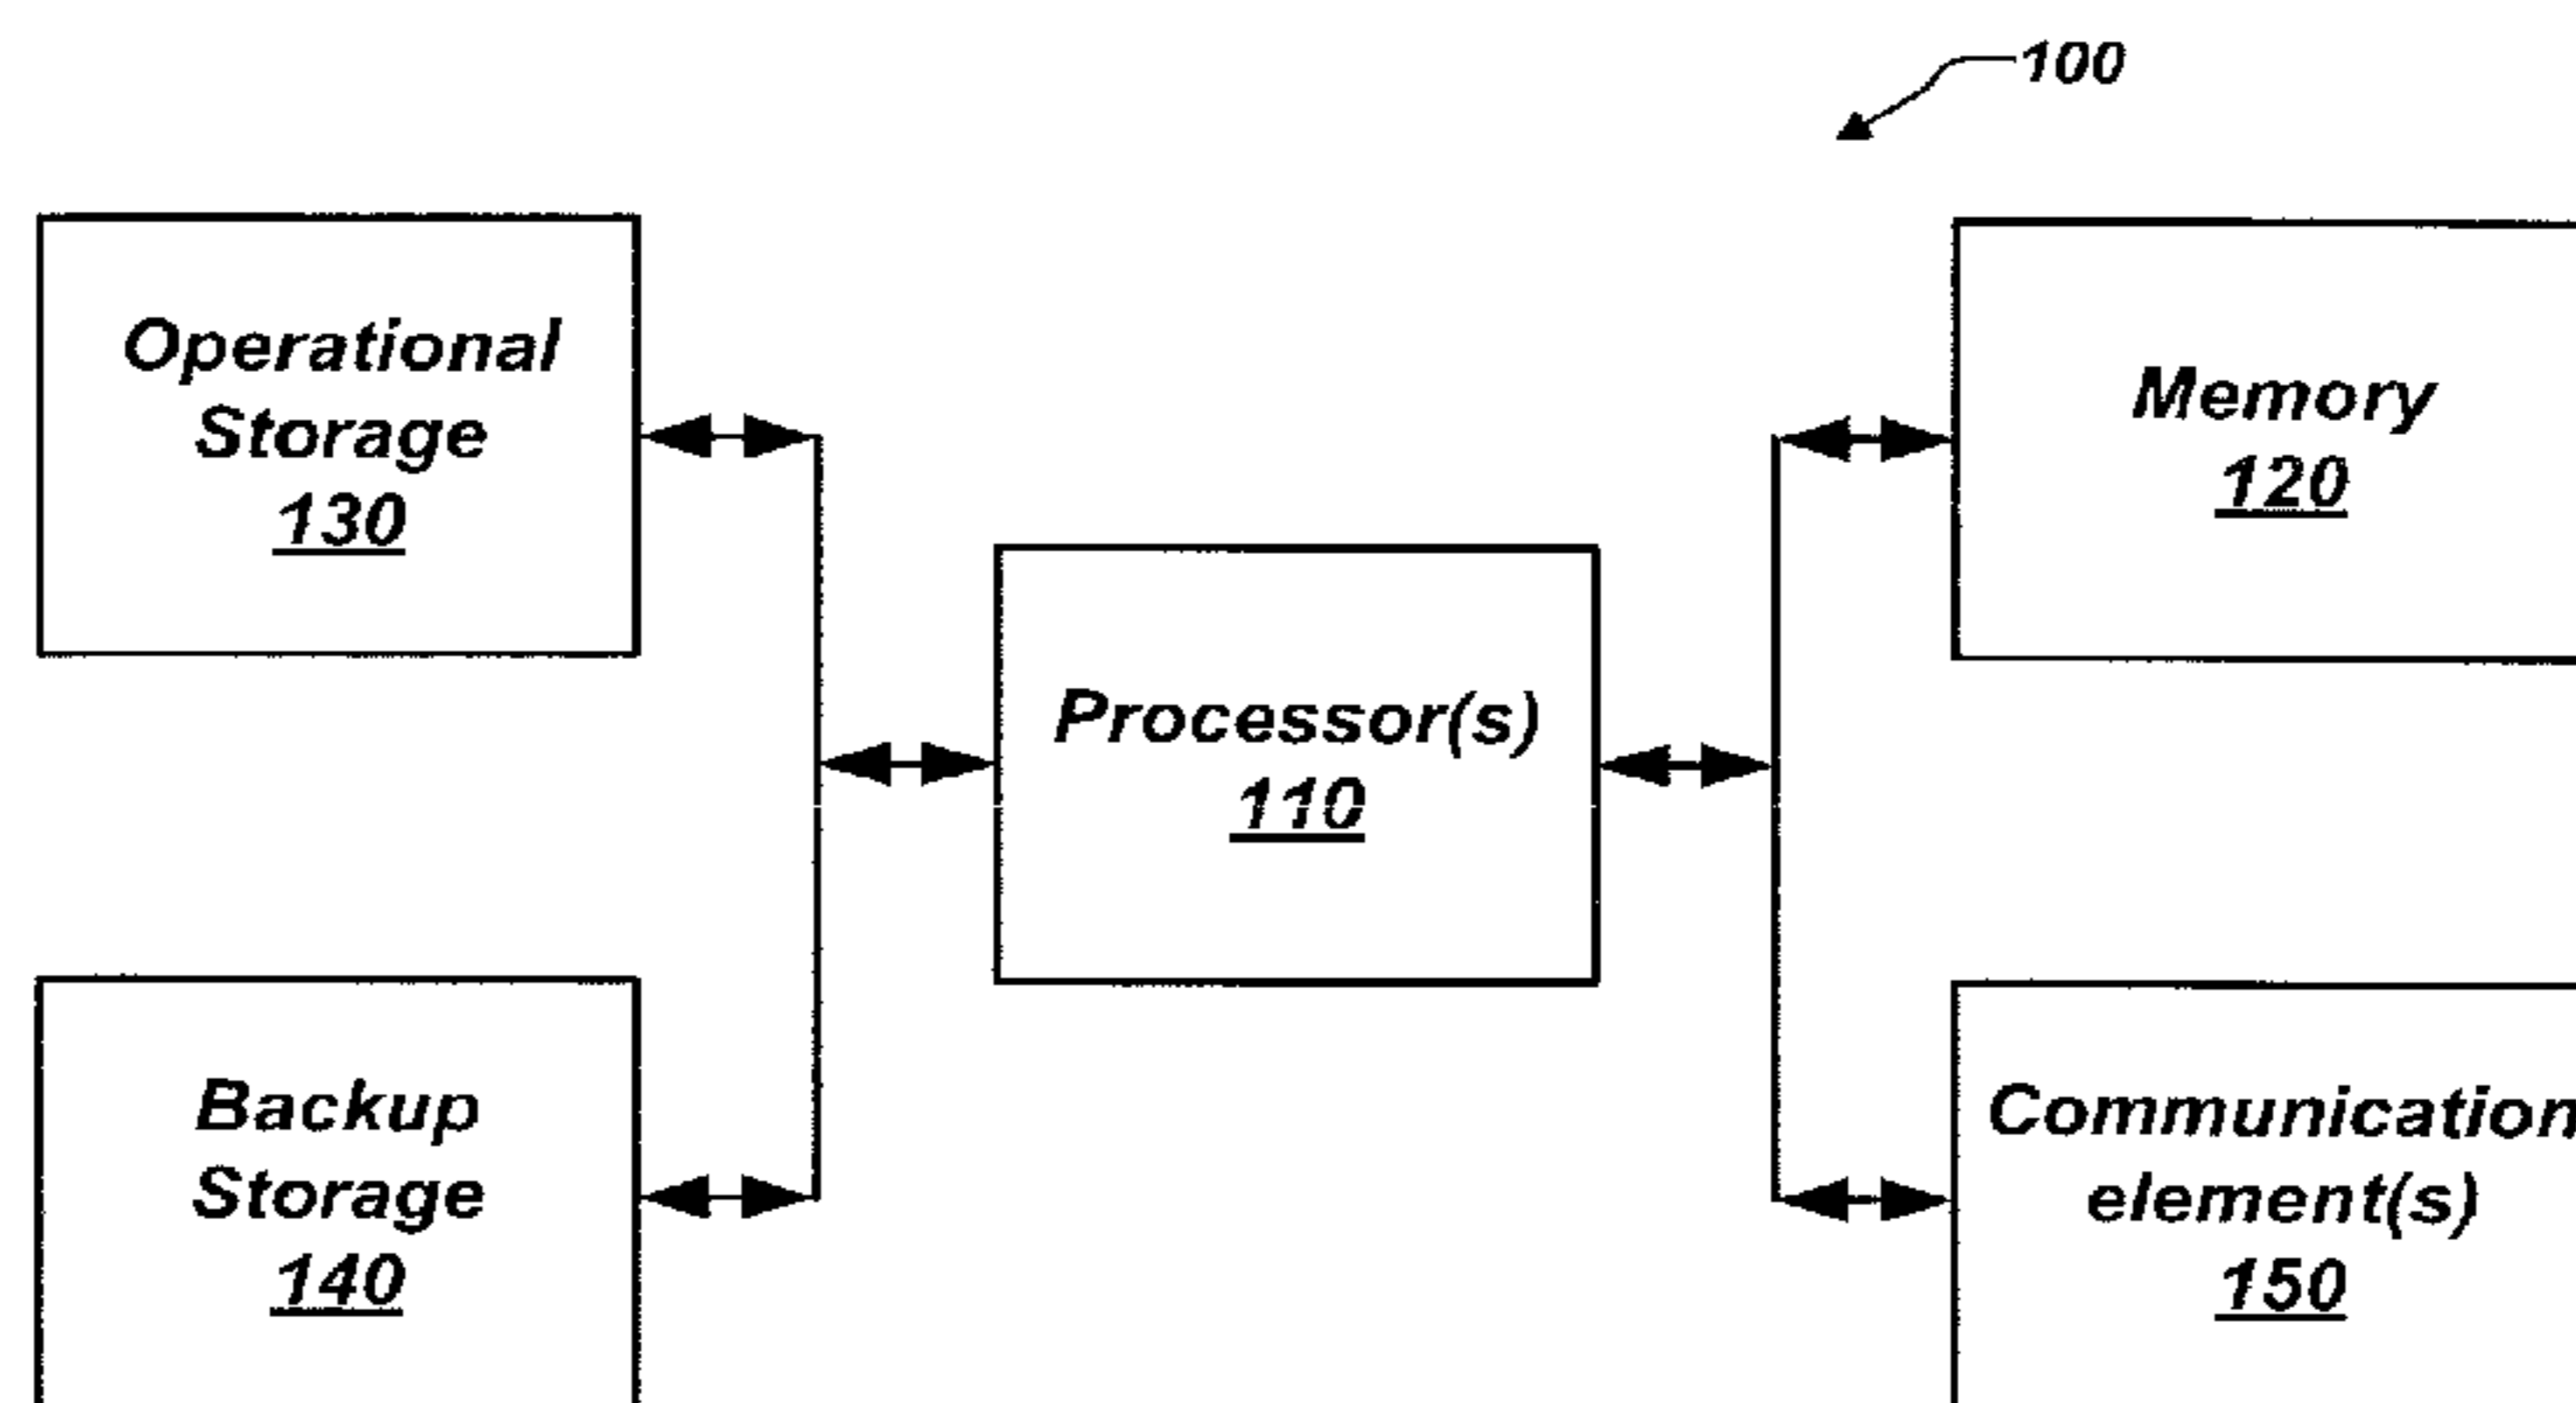 100
Operational
Storage
130
Memory
120
Processor(s)
110
Backup
Storage
140
Communication
element(s)
150